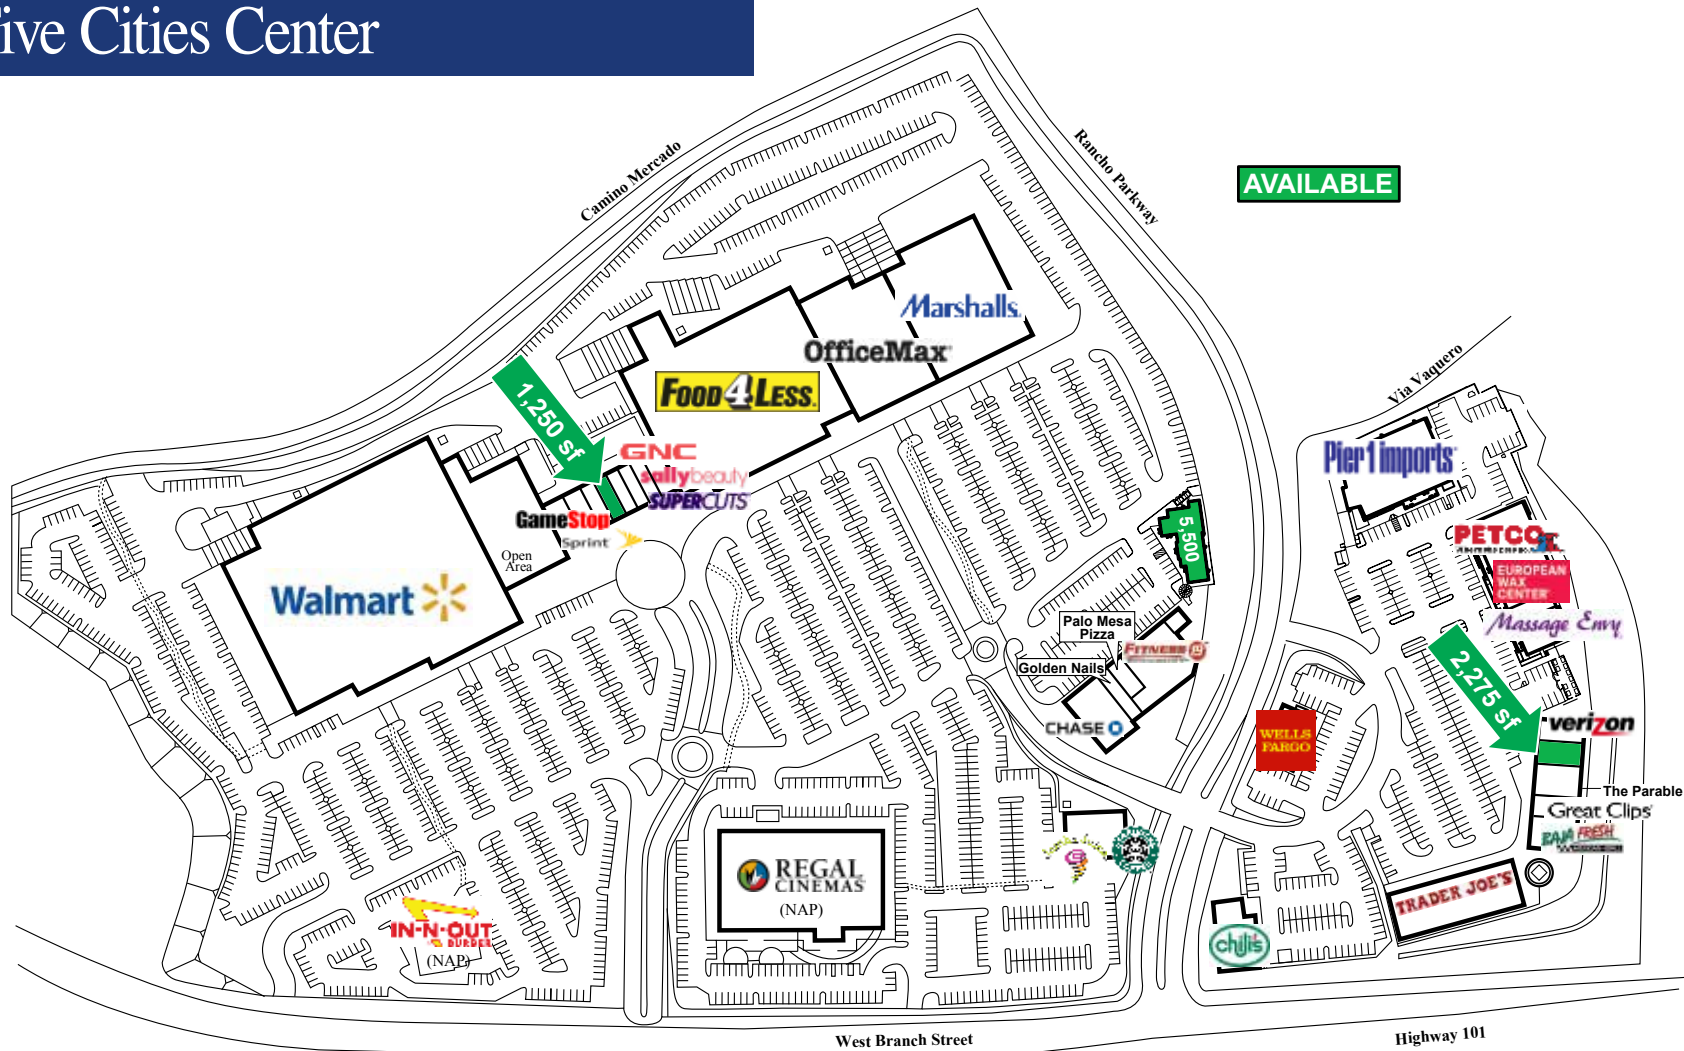 ive Cities Center
Camino Mercado
Rancho Parkway
AVAILABLE
Via Vaquero
Marshalls.
OfficeMax
FOOD 4 LESS.
1,250 sf
GNC
sallybeauty
SUPERCUTS
GameStop
Sprint
Open
Area
Walmart
5,500
Palo Mesa
Pizza
FITNESS
Golden Nails
CHASE
Pier 1 imports
PETCO
EUROPEAN
WAX
CENTER
Massage Envy
2,275 sf
verizon
WELLS
FARGO
The Parable
Great Clips
BAJA FRESH
TRADER JOE'S
chili's
REGAL
CINEMAS
(NAP)
IN-N-OUT
BURGER
(NAP)
West Branch Street
Highway 101